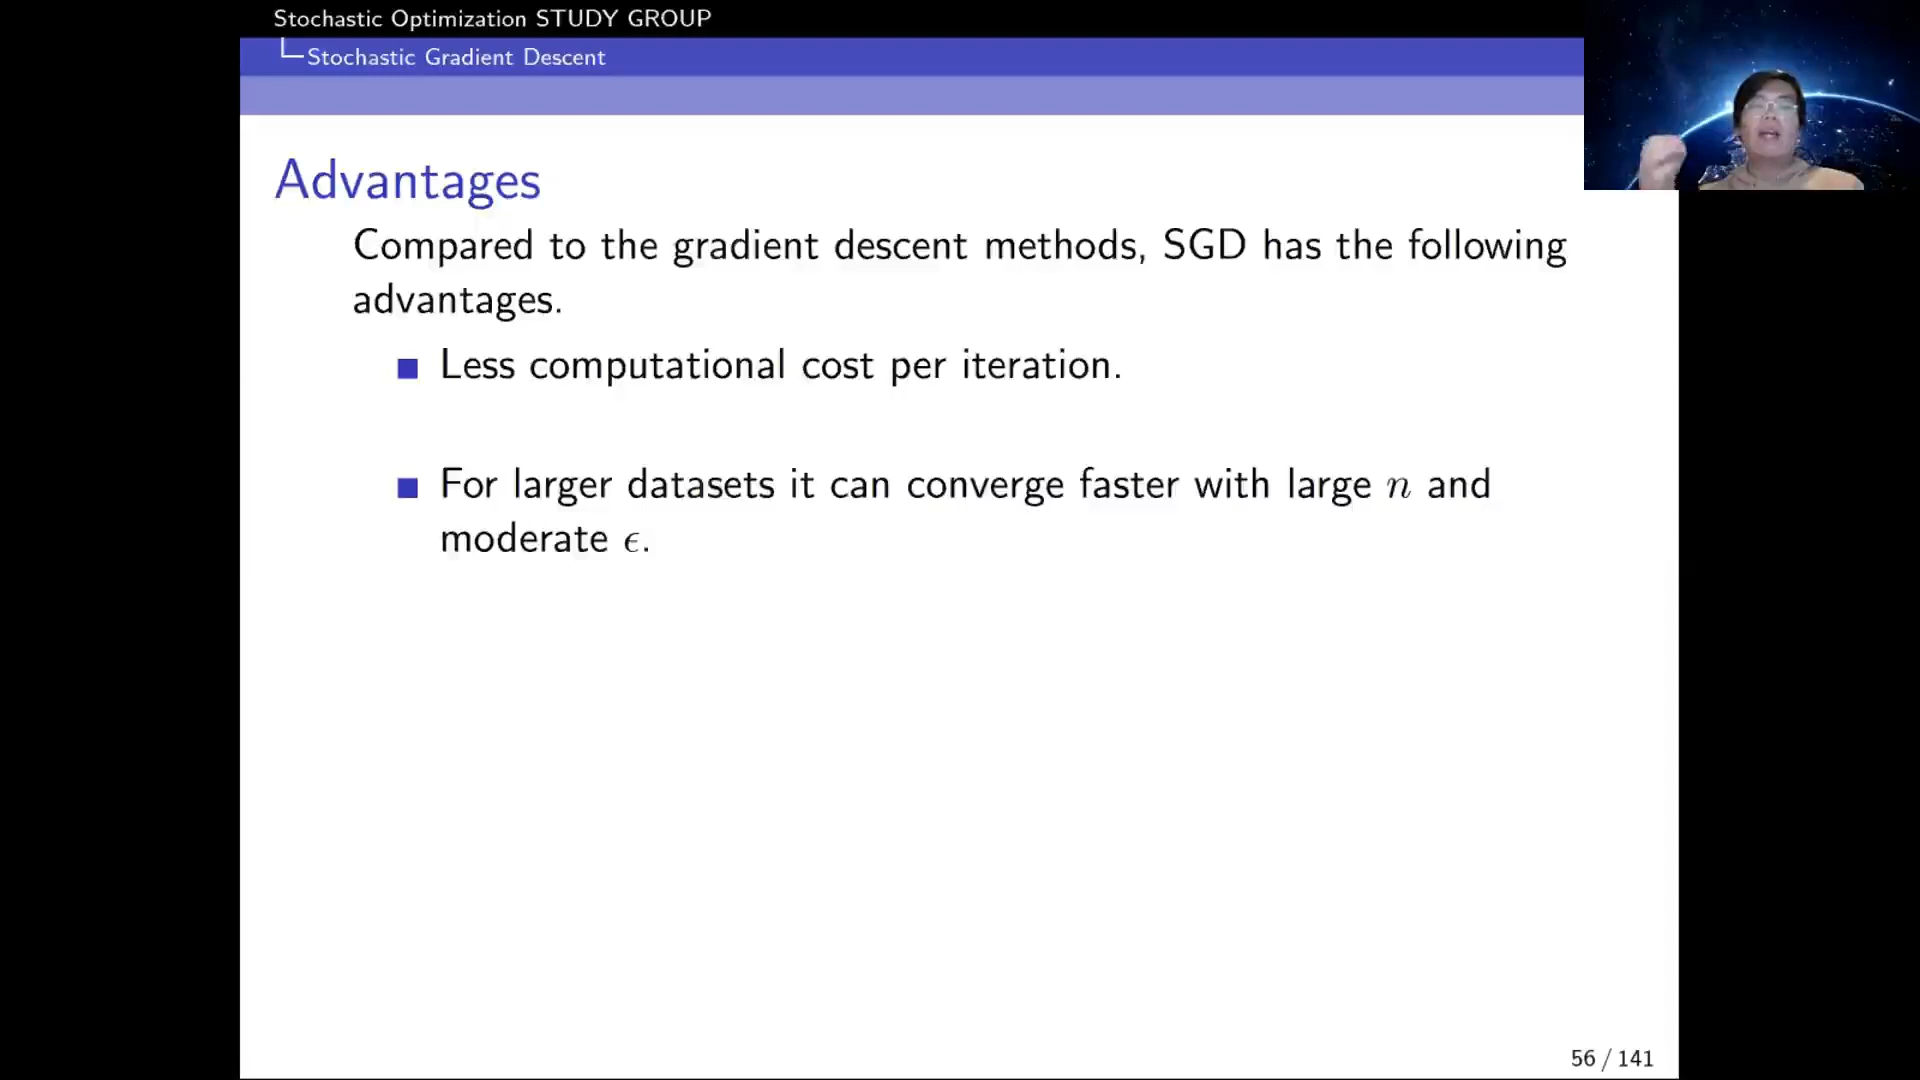 Stochastic Optimization STUDY GROUP
Stochastic Gradient Descent
Advantages
Compared to the gradient descent methods, SGD has the following
advantages.
Less computational cost per iteration.
For larger datasets it can converge faster with large n and
moderate ϵ.
56 / 141